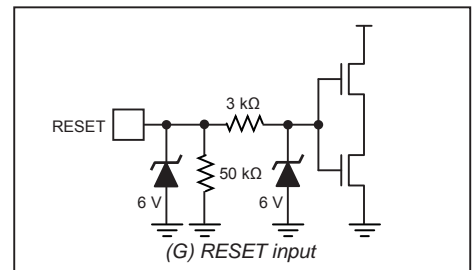 3 kΩ
RESET
50 kΩ
6 V
6 V
(G) RESET input